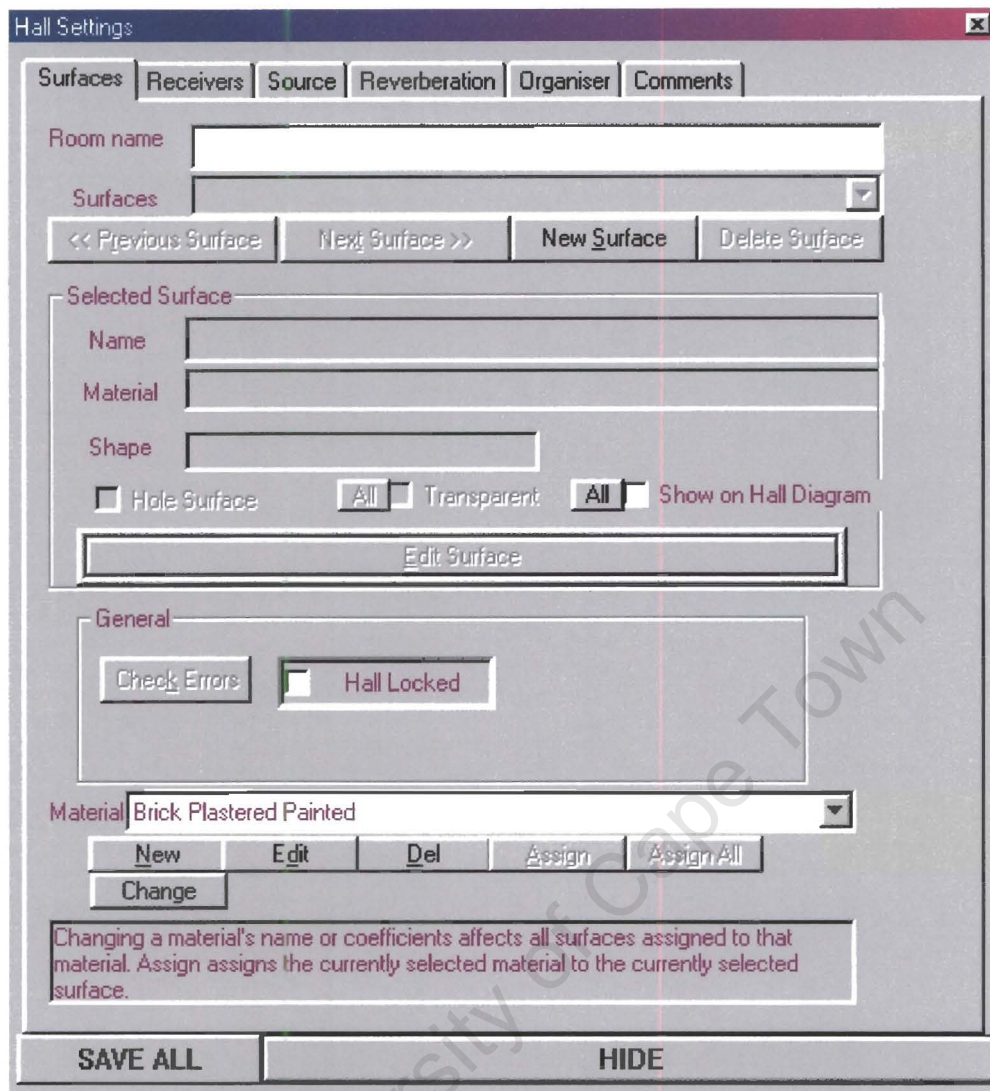 Hall Settings
Surfaces Receivers Source Reverberation Organiser Comments
Room name
Surfaces
<< Previous Surface Next Surface >> New Surface Delete Surface
Selected Surface
Name
Material
Shape
Hole Surface All Transparent All Show on Hall Diagram
Edit Surface
General
Check Errors Hall Locked
Material Brick Plastered Painted
New Edit Del Assign Assign All
Change
Changing a material's name or coefficients affects all surfaces assigned to that
material. Assign assigns the currently selected material to the currently selected
surface.
SAVE ALL HIDE
ersity of Cape Town